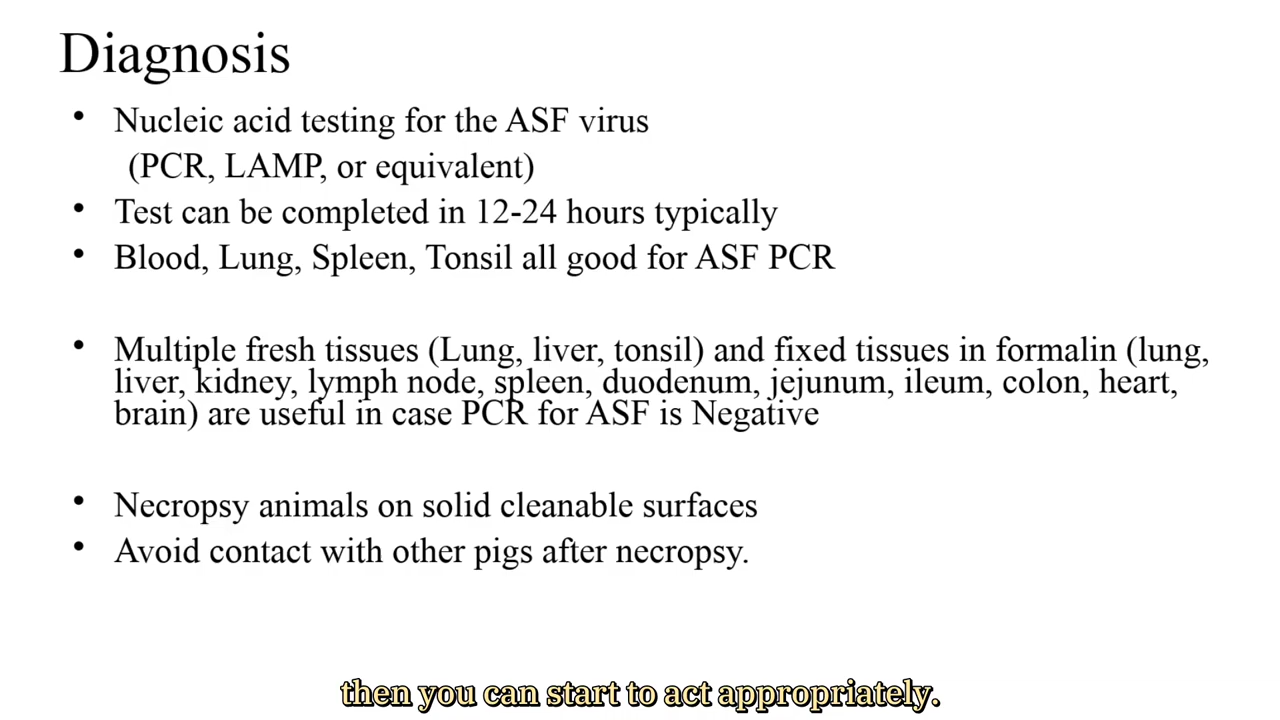 Diagnosis
• Nucleic acid testing for the ASF virus
(PCR, LAMP, or equivalent)
• Test can be completed in 12-24 hours typically
• Blood, Lung, Spleen, Tonsil all good for ASF PCR
• Multiple fresh tissues (Lung, liver, tonsil) and fixed tissues in formalin (lung,
liver, kidney, lymph node, spleen, duodenum, jejunum, ileum, colon, heart,
brain) are useful in case PCR for ASF is Negative
• Necropsy animals on solid cleanable surfaces
• Avoid contact with other pigs after necropsy.
then you can start to act appropriately.